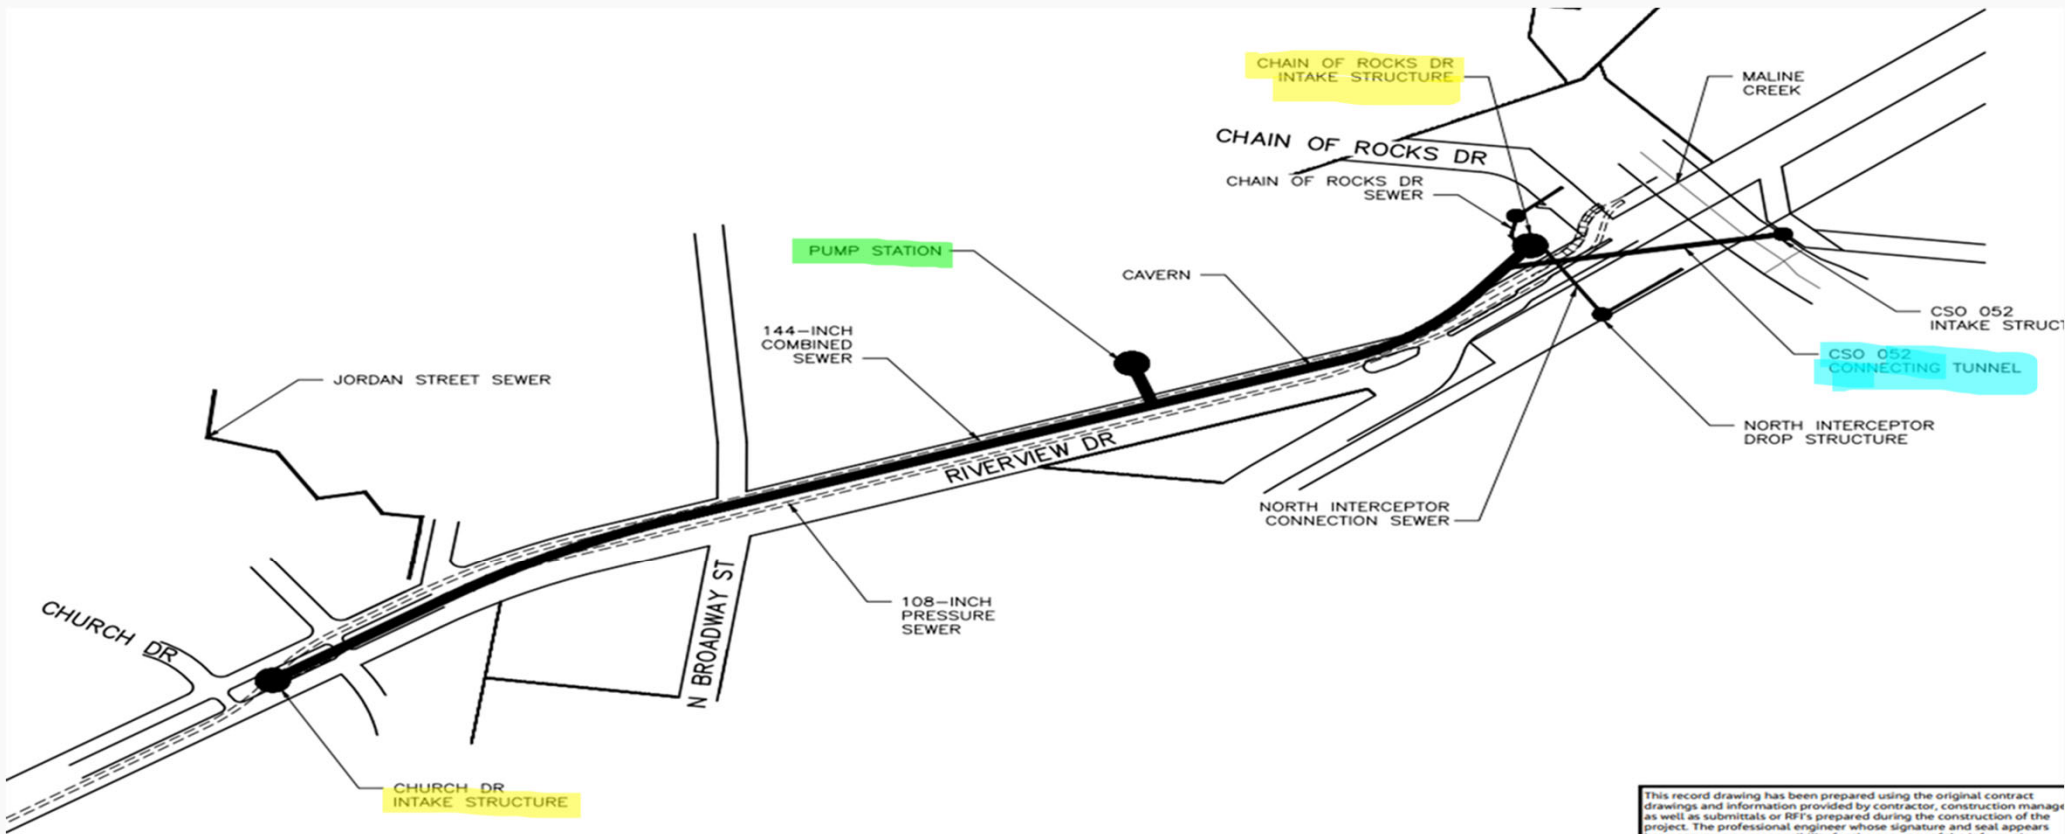 CHAIN OF ROCKS DR
INTAKE STRUCTURE
MALINE
CREEK
CHAIN OF ROCKS DR
CHAIN OF ROCKS DR
SEWER
PUMP STATION
CAVERN
CSO 052
INTAKE STRUCT
144-INCH
COMBINED
SEWER
CSO 052
CONNECTING TUNNEL
JORDAN STREET SEWER
NORTH INTERCEPTOR
DROP STRUCTURE
RIVERVIEW DR
NORTH INTERCEPTOR
CONNECTION SEWER
N BROADWAY ST
108-INCH
PRESSURE
SEWER
CHURCH DR
CHURCH DR
INTAKE STRUCTURE
This record drawing has been prepared using the original contract
drawings and information provided by contractor, construction manage
as well as submittals or RFI's prepared during the construction of the
project. The professional engineer whose signature and seal appears